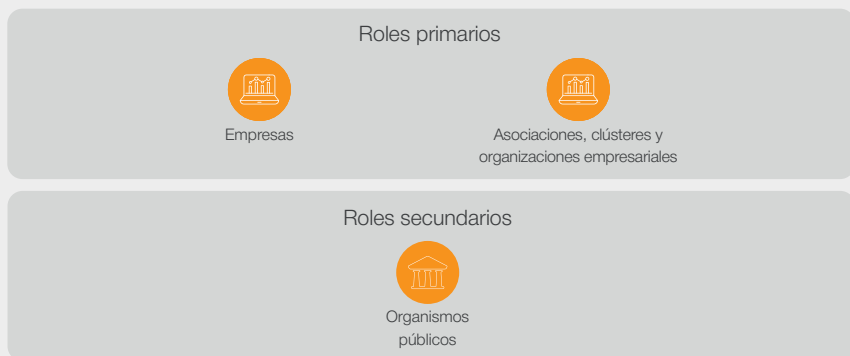 Roles primarios
Empresas
Asociaciones, clústeres y
organizaciones empresariales
Roles secundarios
Organismos
públicos